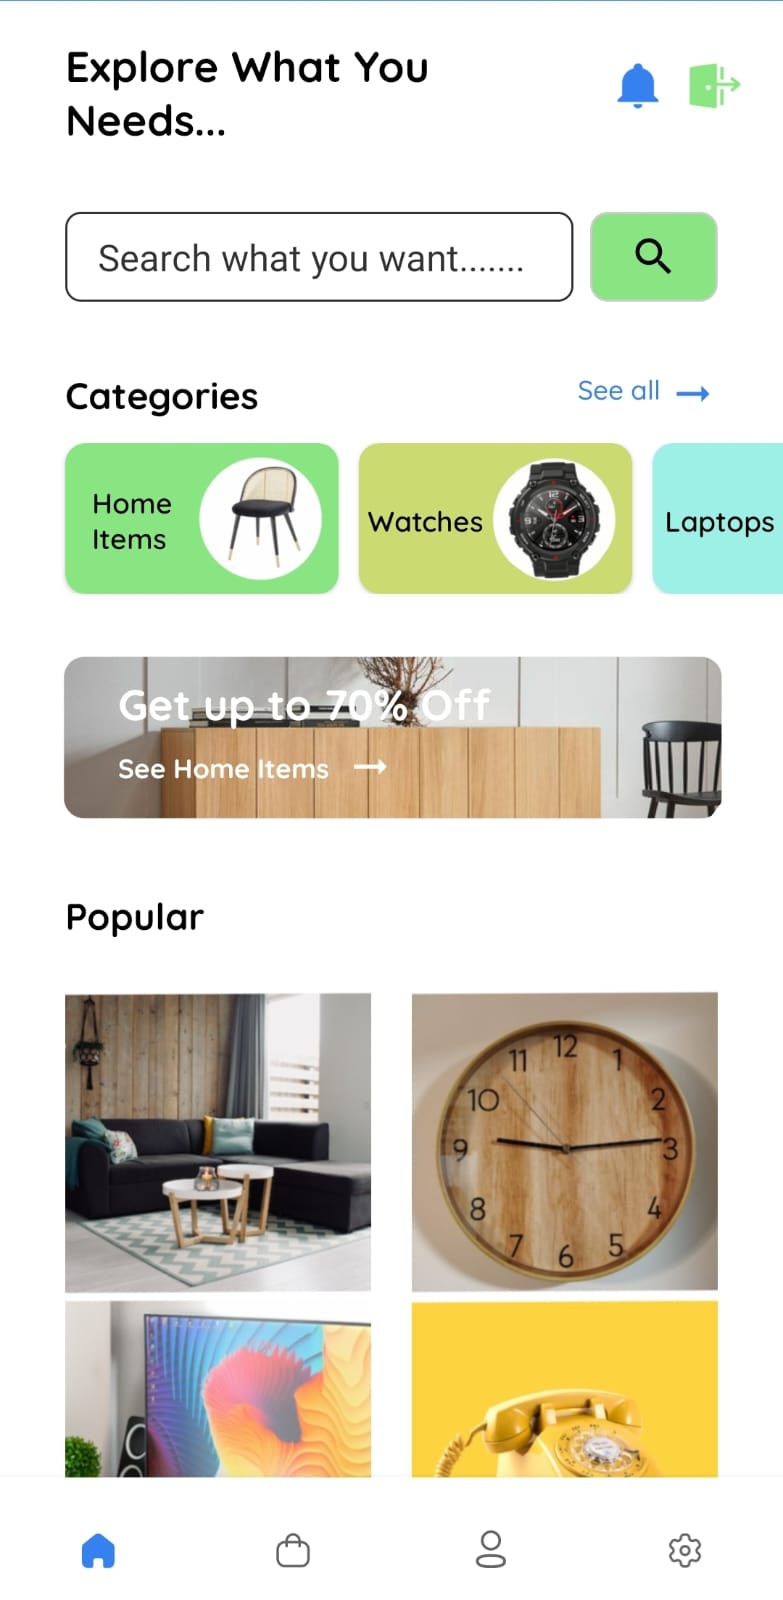 Explore What You
Needs...
Search what you want.......
Categories
See all
Home
Items
Watches
Laptops
Get up to 70% Off
See Home Items
Popular
12
11
1
10
2
9
3
8
4
7
6
5